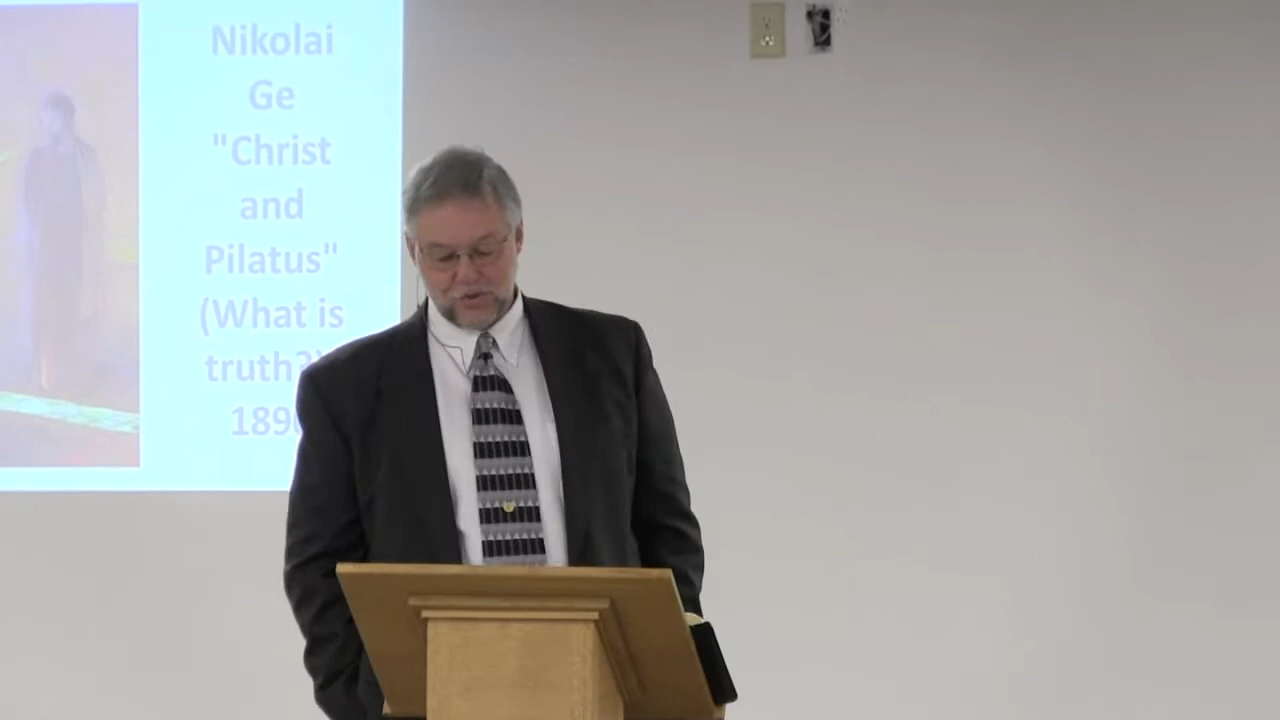 Nikolai
Ge
"Christ
and
Pilatus"
(What is
truth?)
189